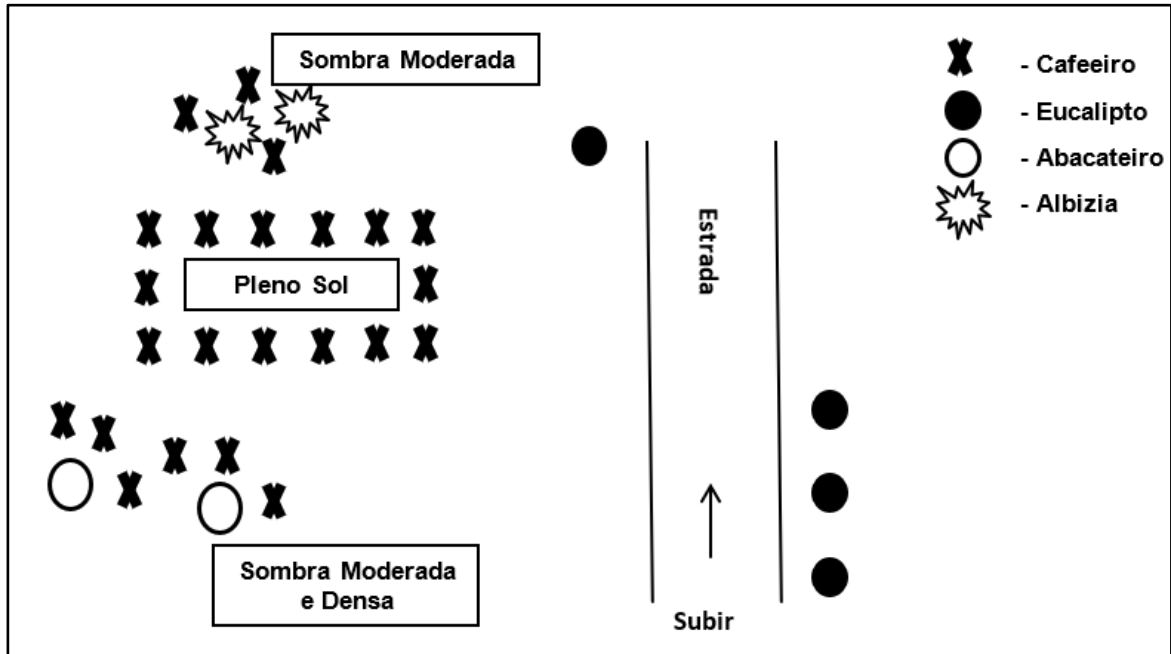 Sombra Moderada
- Cafeeiro
- Eucalipto
- Abacateiro
- Albizia
Estrada
Pleno Sol
Sombra Moderada
e Densa
Subir